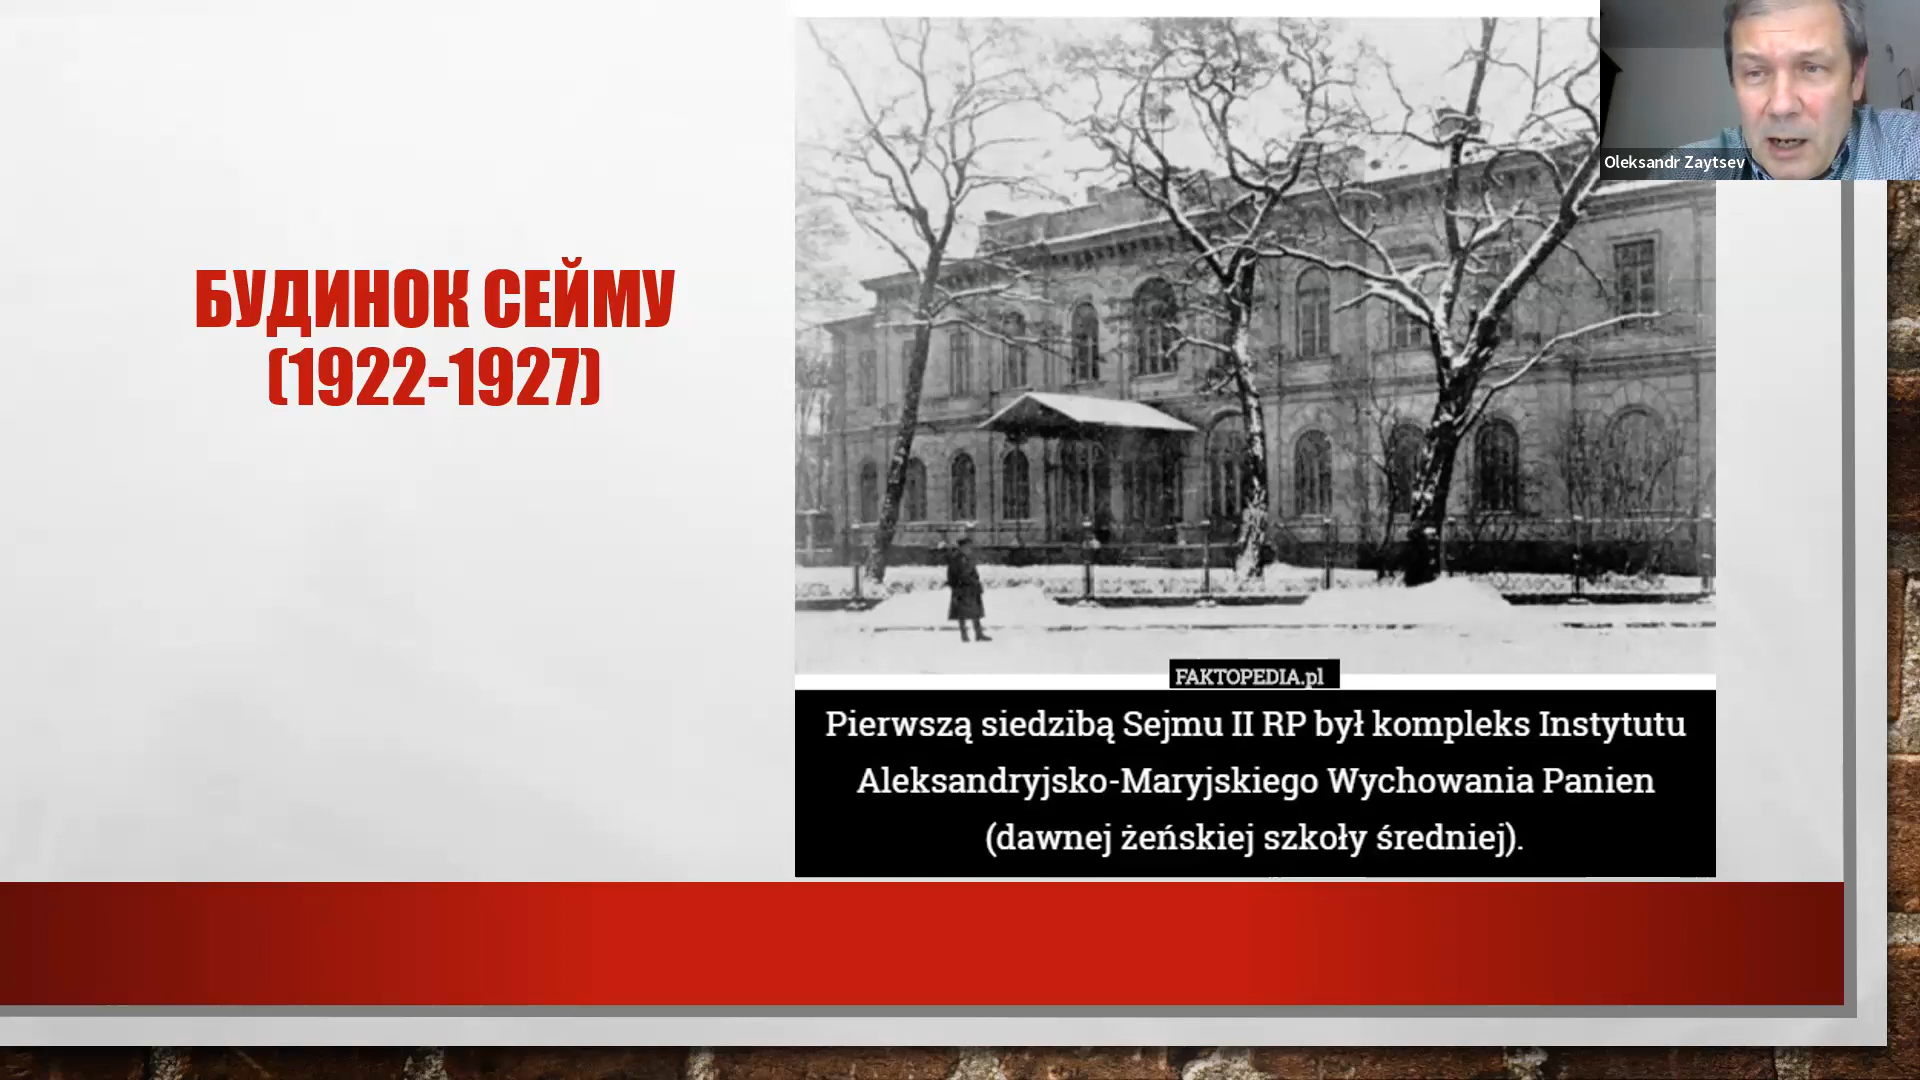 БУДИНОК СЕЙМУ
(1922-1927)
Oleksandr Zaytsev
FAKTOPEDIA.pl
Pierwszą siedzibą Sejmu II RP był kompleks Instytutu
Aleksandryjsko-Maryjskiego Wychowania Panien
(dawnej żeńskiej szkoły średniej).